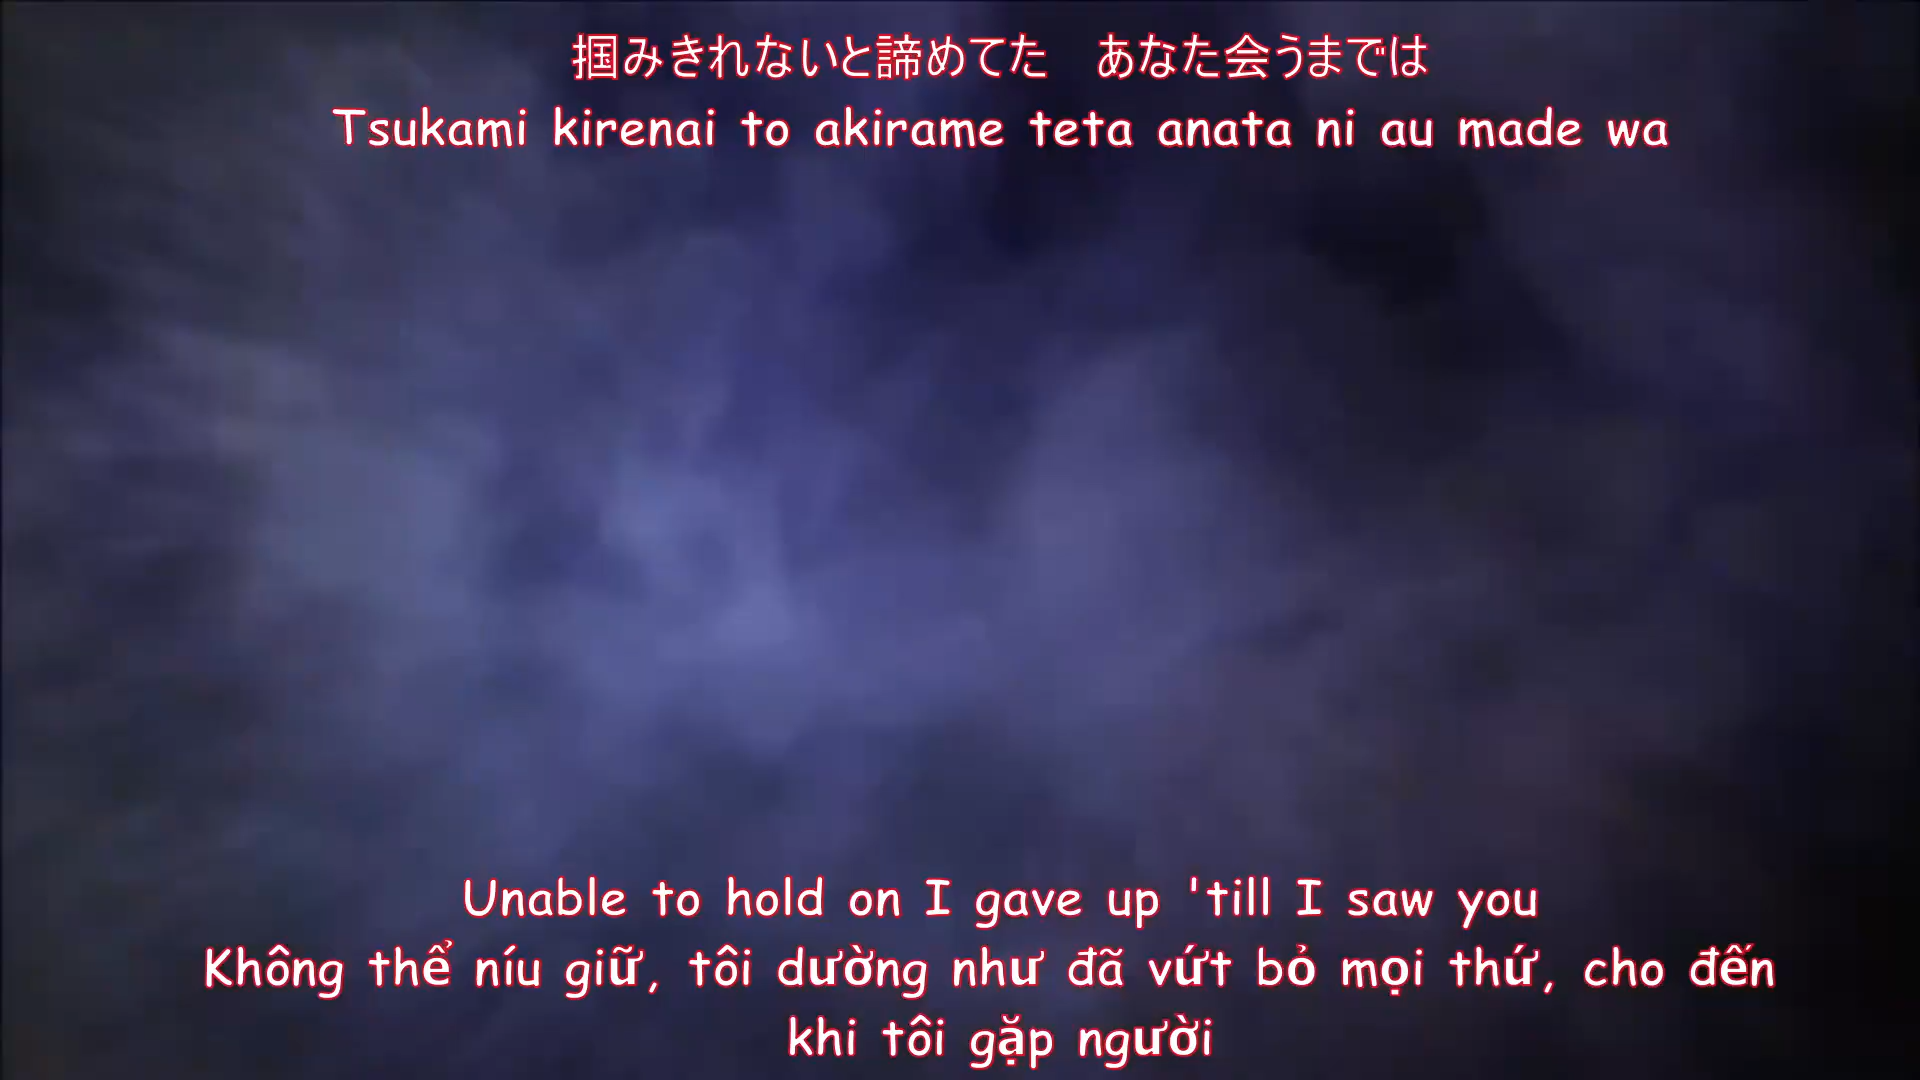 掴みきれないと諦めてた　あなた会うまでは
Tsukami kirenai to akirame teta anata ni au made wa
Unable to hold on I gave up 'till I saw you
Không thể níu giữ, tôi dường như đã vứt bỏ mọi thứ, cho đến
khi tôi gặp người